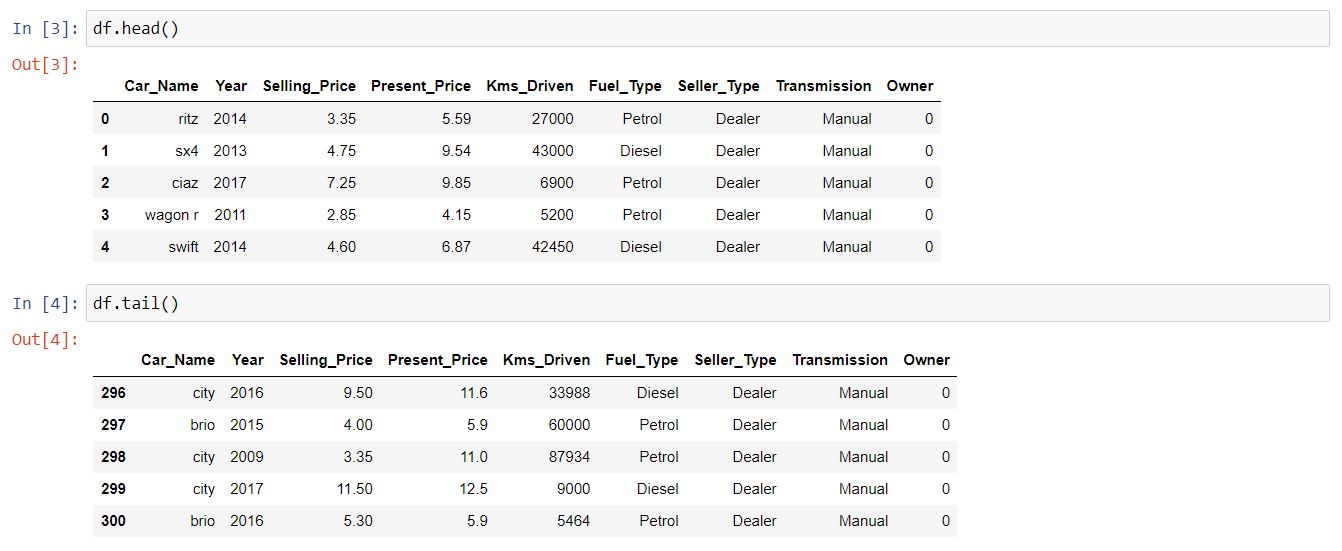 In [3]: df.head()
Out[3]:
Car_Name Year Selling_Price Present_Price Kms_Driven Fuel_Type Seller_Type Transmission Owner
0 ritz 2014 3.35 5.59 27000 Petrol Dealer Manual 0
1 sx4 2013 4.75 9.54 43000 Diesel Dealer Manual 0
2 ciaz 2017 7.25 9.85 6900 Petrol Dealer Manual 0
3 wagon r 2011 2.85 4.15 5200 Petrol Dealer Manual 0
4 swift 2014 4.60 6.87 42450 Diesel Dealer Manual 0
In [4]: df.tail()
Out[4]:
Car_Name Year Selling_Price Present_Price Kms_Driven Fuel_Type Seller_Type Transmission Owner
296 city 2016 9.50 11.6 33988 Diesel Dealer Manual 0
297 brio 2015 4.00 5.9 60000 Petrol Dealer Manual 0
298 city 2009 3.35 11.0 87934 Petrol Dealer Manual 0
299 city 2017 11.50 12.5 9000 Diesel Dealer Manual 0
300 brio 2016 5.30 5.9 5464 Petrol Dealer Manual 0